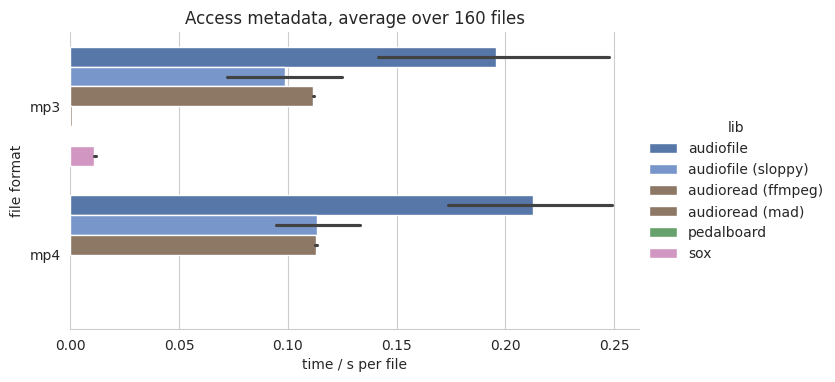 Access metadata, average over 160 files
file format
mp3
mp4
0.00 0.05 0.10 0.15 0.20 0.25
time / s per file
lib
audiofile
audiofile (sloppy)
audioread (ffmpeg)
audioread (mad)
pedalboard
sox